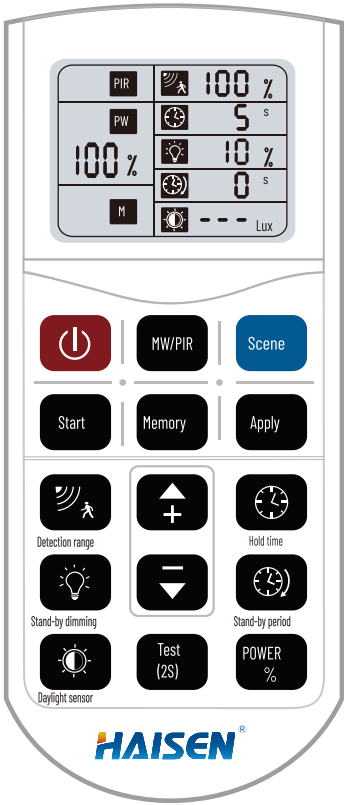 PIR
100 %
PW
5 s
100 %
10 %
0 s
M
--- Lux
MW/PIR
Scene
Start
Memory
Apply
+
Detection range
Hold time
−
Stand-by dimming
Stand-by period
Test
(2S)
POWER
%
Daylight sensor
HAISEN®